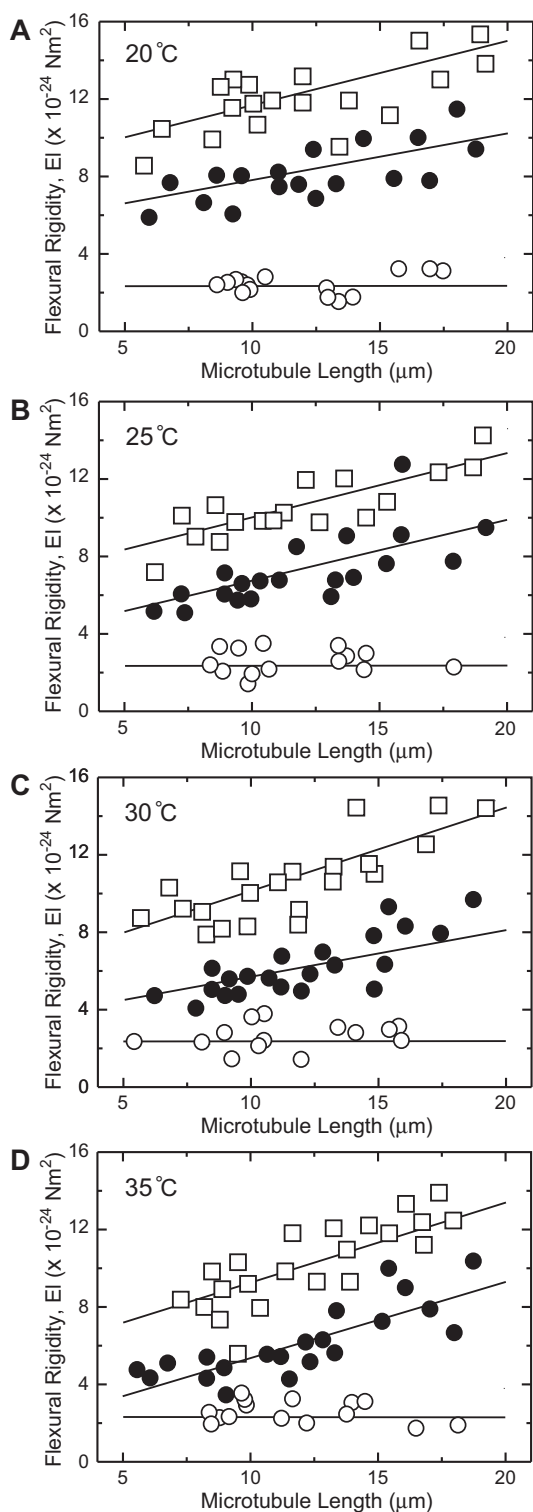 A
20°C
Flexural Rigidity, EI (x 10⁻²⁴ Nm²)
16
12
8
4
0
5 10 15 20
Microtubule Length (μm)
B
25°C
Flexural Rigidity, EI (x 10⁻²⁴ Nm²)
16
12
8
4
0
5 10 15 20
Microtubule Length (μm)
C
30°C
Flexural Rigidity, EI (x 10⁻²⁴ Nm²)
16
12
8
4
0
5 10 15 20
Microtubule Length (μm)
D
35°C
Flexural Rigidity, EI (x 10⁻²⁴ Nm²)
16
12
8
4
0
5 10 15 20
Microtubule Length (μm)